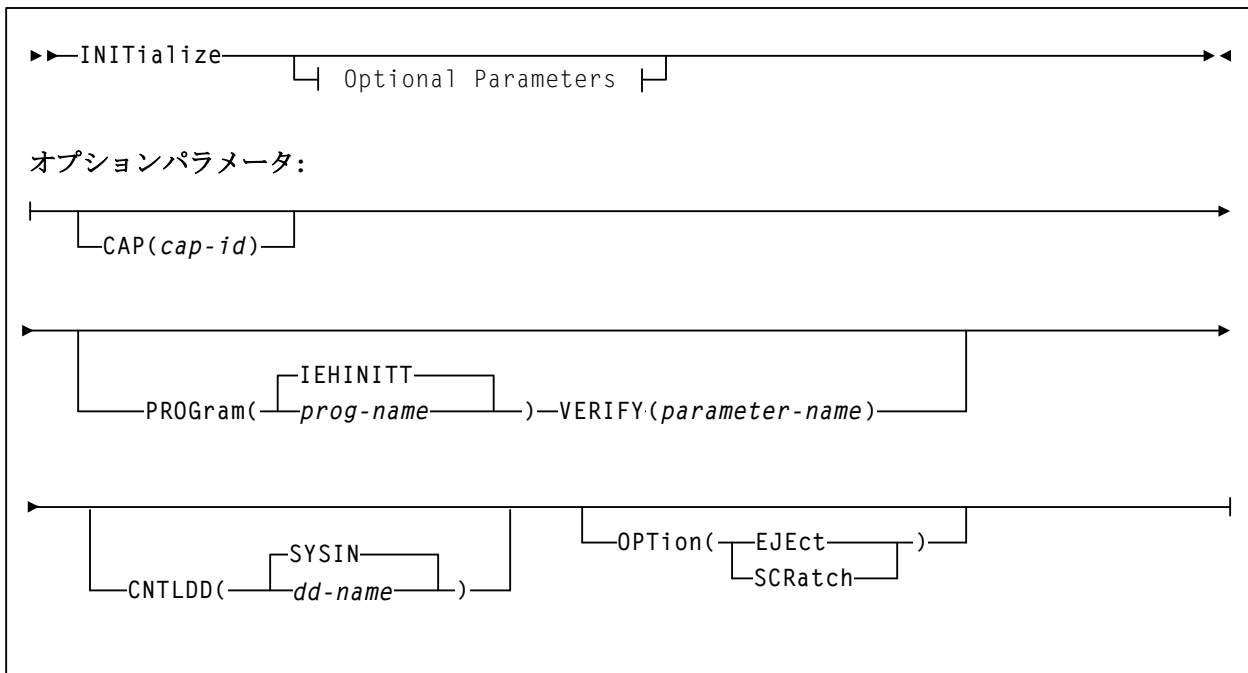 INITialize
Optional Parameters
オプションパラメータ:
CAP(cap-id)
IEHINITT
PROGram( prog-name )VERIFY(parameter-name)
OPTion( EJEct )
SYSIN
SCRatch
CNTLDD( dd-name )